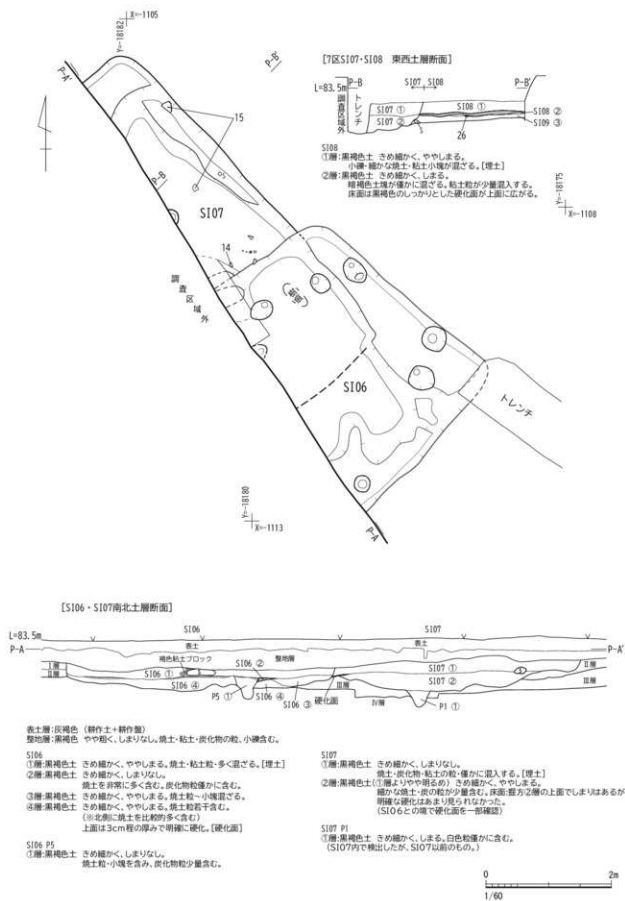 X=-1105
Y=-18182
P-A'
P-B'
15
P-B
SI07
14
調査区域外
SI06
トレンチ
Y=-18180
X=-1113
P-A
[7区SI07・SI08 東西土層断面]
P-B SI07 SI08 P-B'
L=83.5m
調査区域外
トレンチ
SI07 ①
SI08 ①
SI07 ②
SI08 ②
SI09 ③
26
SI08
①層:黒褐色土 きめ細かく、ややしまる。
小礫・細かな焼土・粘土小塊が混ざる。[埋土]
②層:黒褐色土 きめ細かく、しまる。
暗褐色土塊が僅かに混ざる。粘土粒が少量混入する。
床面は黒褐色のしっかりとした硬化面が上面に広がる。
Y=-18175
X=-1108
[SI06・SI07南北土層断面]
L=83.5m
SI06
SI07
P-A
表土
表土
P-A'
褐色粘土ブロック
整地層
Ⅰ層
Ⅱ層
SI06 ①
SI06 ②
SI07 ①
Ⅱ層
SI06 ④
P5 ①
SI06 ④
SI06 ③
硬化面
Ⅲ層
SI07 ②
Ⅲ層
Ⅳ層
P1 ①
表土層:灰褐色 (耕作土+耕作盤)
整地層:黒褐色 やや粗く、しまりなし。焼土・粘土・炭化物の粒、小礫含む。
SI06
①層:黒褐色土 きめ細かく、ややしまる。焼土・粘土粒・多く混ざる。[埋土]
②層:黒褐色土 きめ細かく、しまりなし。
焼土を非常に多く含む。炭化物粒僅かに含む。
③層:黒褐色土 きめ細かく、ややしまる。焼土粒~小塊混ざる。
④層:黒褐色土 きめ細かく、ややしまる。焼土粒若干含む。
(※北側に焼土を比較的多く含む)
上面は3cm程の厚みで明確に硬化。[硬化面]
SI06 P5
①層:黒褐色土 きめ細かく、しまりなし。
焼土粒・小塊を含み、炭化物粒少量含む。
SI07
①層:黒褐色土 きめ細かく、しまりなし。
焼土・炭化物・粘土の粒・僅かに混入する。[埋土]
②層:黒褐色土(①層よりやや明るめ) きめ細かく、ややしまる。
細かな焼土・炭の粒が少量含む。床面:掘方②層の上面でしまりはあるが
明確な硬化はあまり見られなかった。
(SI06との境で硬化面を一部確認)
SI07 P1
①層:黒褐色土 きめ細かく、しまる。白色粒僅かに含む。
(SI07内で検出したが、SI07以前のもの。)
0 2m
1/60